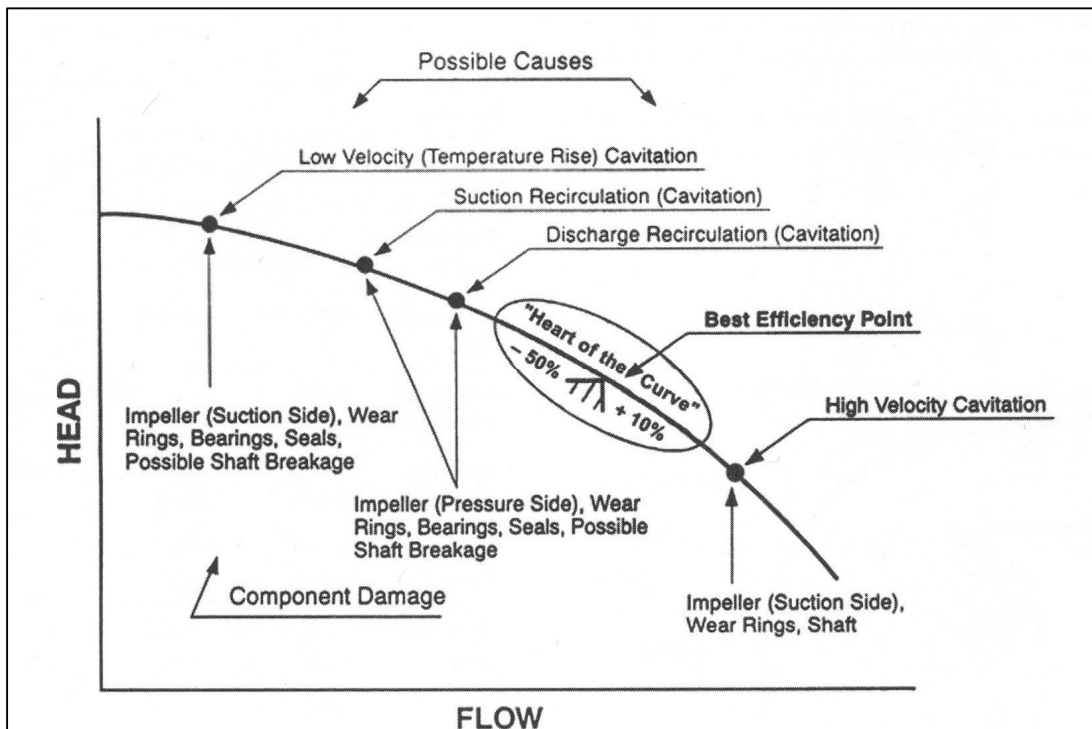 Possible Causes
Low Velocity (Temperature Rise) Cavitation
Suction Recirculation (Cavitation)
Discharge Recirculation (Cavitation)
"Heart of the Curve"
Best Efficiency Point
– 50%
+ 10%
High Velocity Cavitation
HEAD
Impeller (Suction Side), Wear
Rings, Bearings, Seals,
Possible Shaft Breakage
Impeller (Pressure Side), Wear
Rings, Bearings, Seals, Possible
Shaft Breakage
Component Damage
Impeller (Suction Side),
Wear Rings, Shaft
FLOW